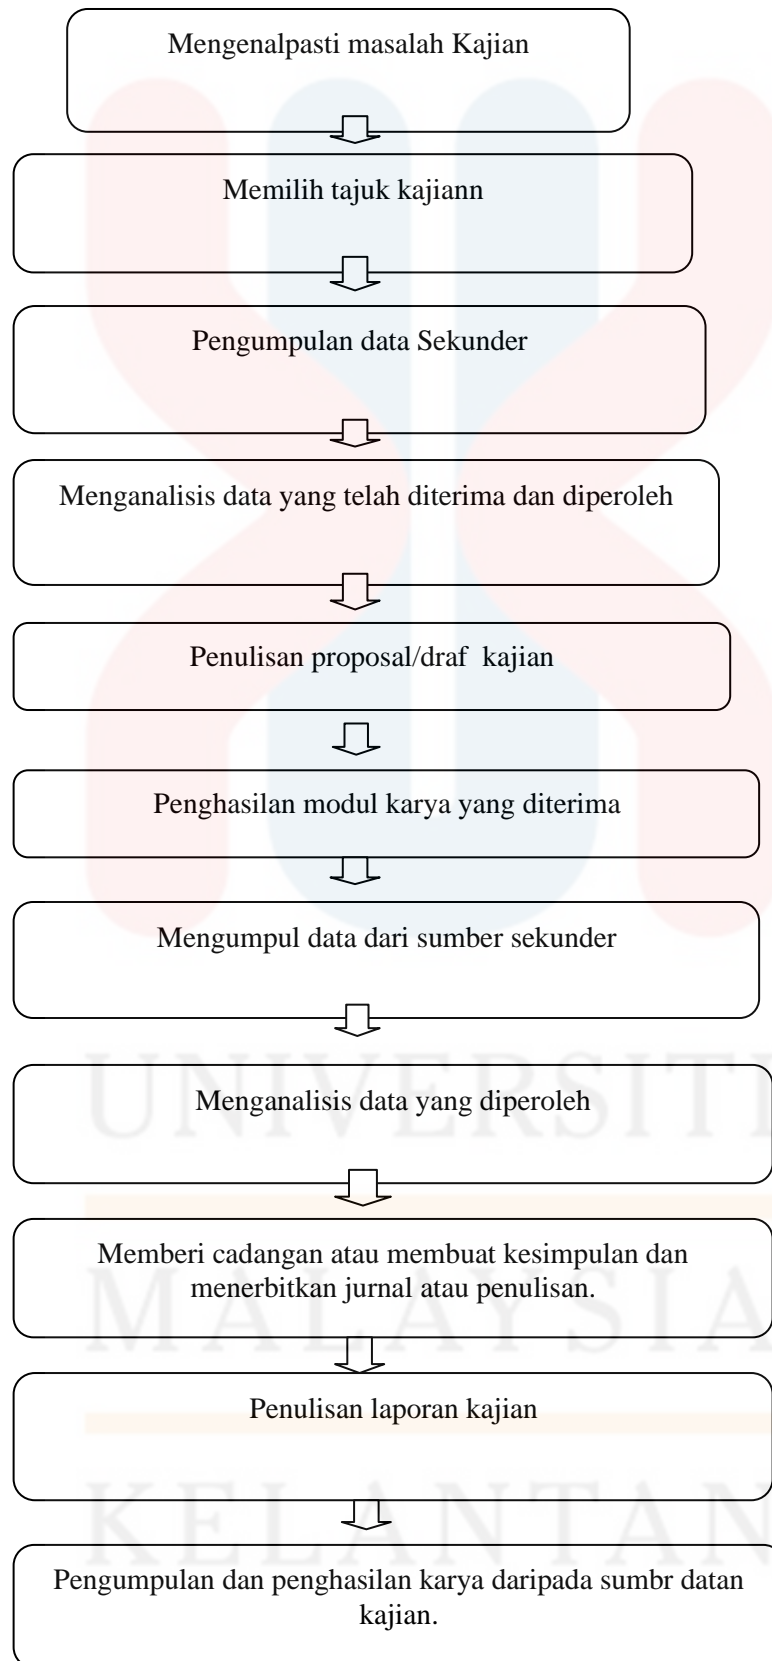 Mengenalpasti masalah Kajian
Memilih tajuk kajiann
Pengumpulan data Sekunder
Menganalisis data yang telah diterima dan diperoleh
Penulisan proposal/draf  kajian
Penghasilan modul karya yang diterima
Mengumpul data dari sumber sekunder
UNIVERSITI
Menganalisis data yang diperoleh
Memberi cadangan atau membuat kesimpulan dan
menerbitkan jurnal atau penulisan.
MALAYSIA
Penulisan laporan kajian
KELANTAN
Pengumpulan dan penghasilan karya daripada sumbr datan
kajian.